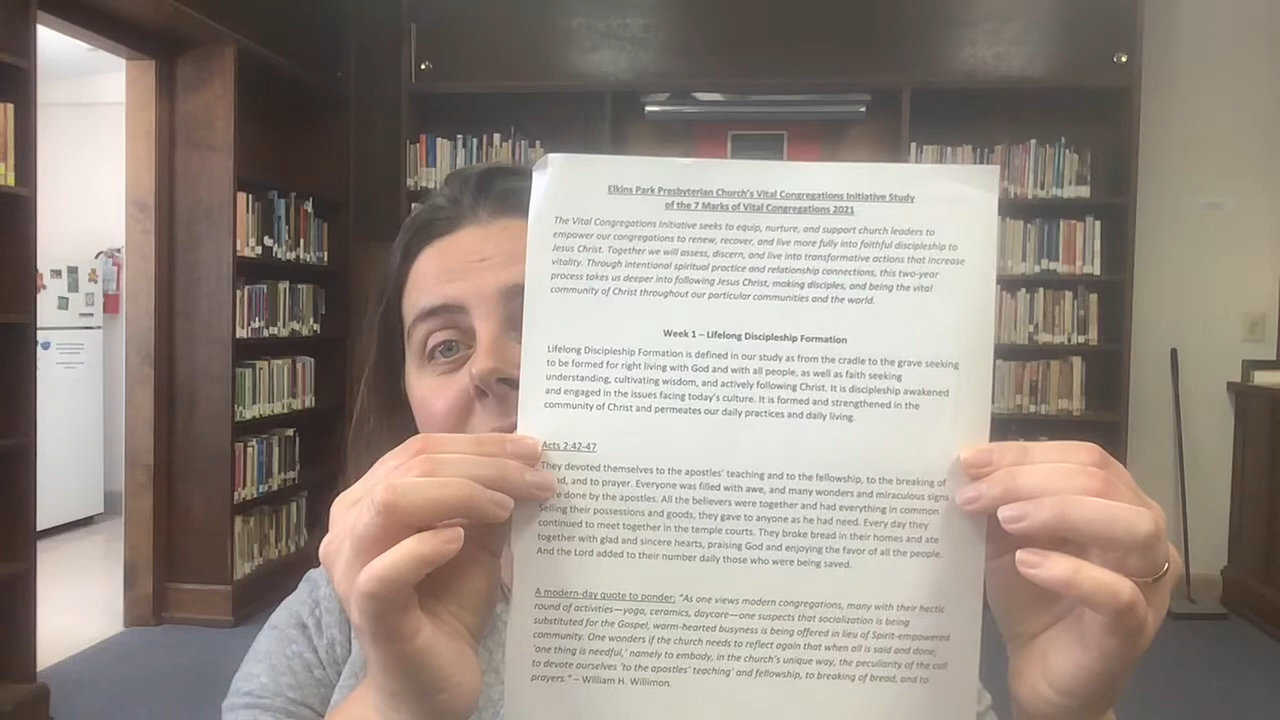 Elkins Park Presbyterian Church's Vital Congregations Initiative Study
of the 7 Marks of Vital Congregations 2021
The Vital Congregations Initiative seeks to equip, nurture, and support church leaders to
empower our congregations to renew, recover, and live more fully into faithful discipleship to
Jesus Christ. Together we will assess, discern, and live into transformative actions that increase
vitality. Through intentional spiritual practice and relationship connections, this two-year
process takes us deeper into following Jesus Christ, making disciples, and being the vital
community of Christ throughout our particular communities and the world.
Week 1 – Lifelong Discipleship Formation
Lifelong Discipleship Formation is defined in our study as from the cradle to the grave seeking
to be formed for right living with God and with all people, as well as faith seeking
understanding, cultivating wisdom, and actively following Christ. It is discipleship awakened
and engaged in the issues facing today's culture. It is formed and strengthened in the
community of Christ and permeates our daily practices and daily living.
Acts 2:42-47
They devoted themselves to the apostles' teaching and to the fellowship, to the breaking of
and to prayer. Everyone was filled with awe, and many wonders and miraculous signs
done by the apostles. All the believers were together and had everything in common
Selling their possessions and goods, they gave to anyone as he had need. Every day they
continued to meet together in the temple courts. They broke bread in their homes and ate
together with glad and sincere hearts, praising God and enjoying the favor of all the people.
And the Lord added to their number daily those who were being saved.
A modern-day quote to ponder: "As one views modern congregations, many with their hectic
round of activities—yoga, ceramics, daycare—one suspects that socialization is being
substituted for the Gospel, warm-hearted busyness is being offered in lieu of Spirit-empowered
community. One wonders if the church needs to reflect again that when all is said and done,
'one thing is needful,' namely to embody, in the church's unique way, the peculiarity of the call
to devote ourselves 'to the apostles' teaching' and fellowship, to breaking of bread, and to
prayers." – William H. Willimon.